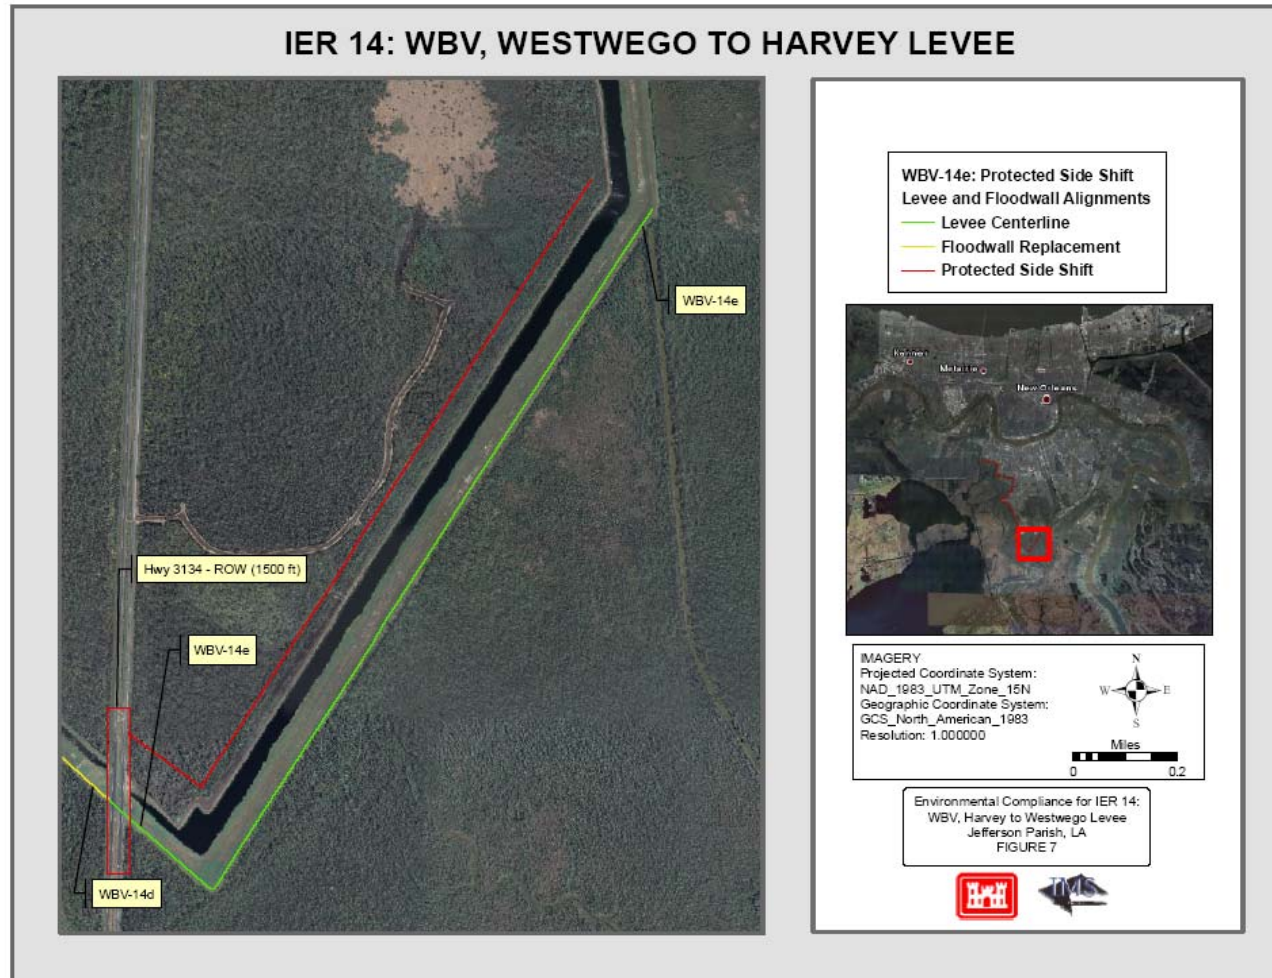 IER 14: WBV, WESTWEGO TO HARVEY LEVEE
WBV-14e
Hwy 3134 - ROW (1500 ft)
WBV-14e
WBV-14d
WBV-14e: Protected Side Shift
Levee and Floodwall Alignments
Levee Centerline
Floodwall Replacement
Protected Side Shift
Metairie
New Orleans
IMAGERY
Projected Coordinate System:
NAD_1983_UTM_Zone_15N
Geographic Coordinate System:
GCS_North_American_1983
Resolution: 1.000000
N
W
E
S
Miles
0 0.2
Environmental Compliance for IER 14:
WBV, Harvey to Westwego Levee
Jefferson Parish, LA
FIGURE 7